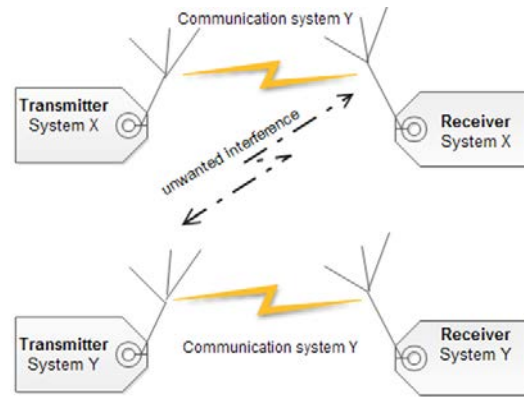 Communication system Y
Transmitter
System X
Receiver
System X
unwanted interference
Transmitter
System Y
Communication system Y
Receiver
System Y